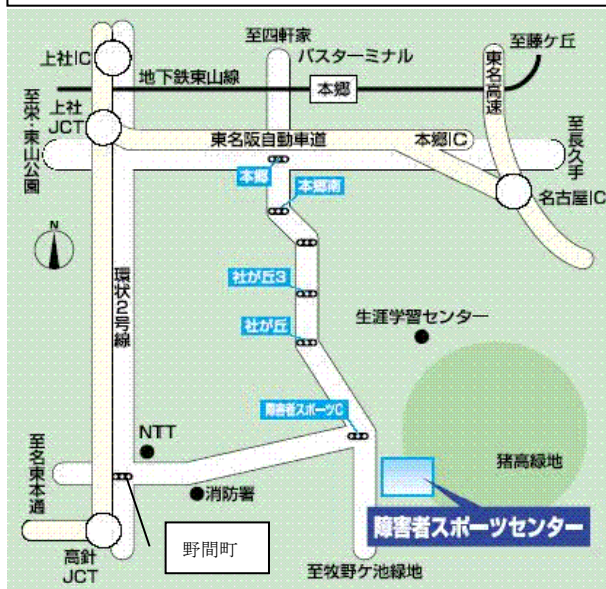 至四軒家
上社IC
地下鉄東山線
バスターミナル
本郷
東名高速
至藤ケ丘
至栄・東山公園
上社
JCT
東名阪自動車道
本郷IC
至長久手
本郷
名古屋IC
本郷南
N
環状2号線
社が丘3
社が丘
生涯学習センター
障害者スポーツC
NTT
至名東本通
消防署
猪高緑地
障害者スポーツセンター
野間町
高針
JCT
至牧野ケ池緑地